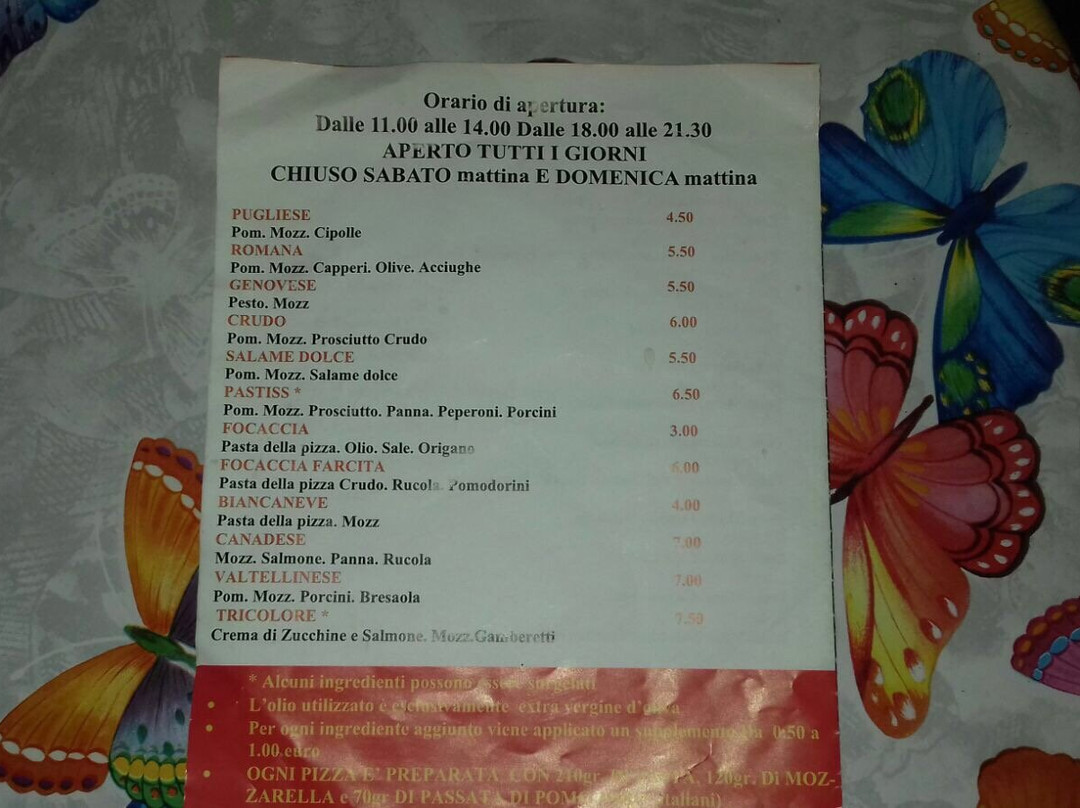 Orario di apertura:
Dalle 11.00 alle 14.00 Dalle 18.00 alle 21.30
APERTO TUTTI I GIORNI
CHIUSO SABATO mattina E DOMENICA mattina
PUGLIESE 4.50
Pom. Mozz. Cipolle
ROMANA 5.50
Pom. Mozz. Capperi. Olive. Acciughe
GENOVESE 5.50
Pesto. Mozz
CRUDO 6.00
Pom. Mozz. Prosciutto Crudo
SALAME DOLCE 5.50
Pom. Mozz. Salame dolce
PASTISS * 6.50
Pom. Mozz. Prosciutto. Panna. Peperoni. Porcini
FOCACCIA 3.00
Pasta della pizza. Olio. Sale. Origano
FOCACCIA FARCITA 6.00
Pasta della pizza Crudo. Rucola. Pomodorini
BIANCANEVE 4.00
Pasta della pizza. Mozz
CANADESE 7.00
Mozz. Salmone. Panna. Rucola
VALTELLINESE 7.00
Pom. Mozz. Porcini. Bresaola
TRICOLORE * 7.50
Crema di Zucchine e Salmone. Mozz.Gamberetti
* Alcuni ingredienti possono essere surgelati
• L'olio utilizzato e esclusivamente extra vergine d'oliva
• Per ogni ingrediente aggiunto viene applicato un supplemento da 0.50 a
1.00 euro
• OGNI PIZZA E' PREPARATA CON 210gr. DI PASTA, 120gr. Di MOZ-
ZARELLA e 70gr DI PASSATA DI italiani)